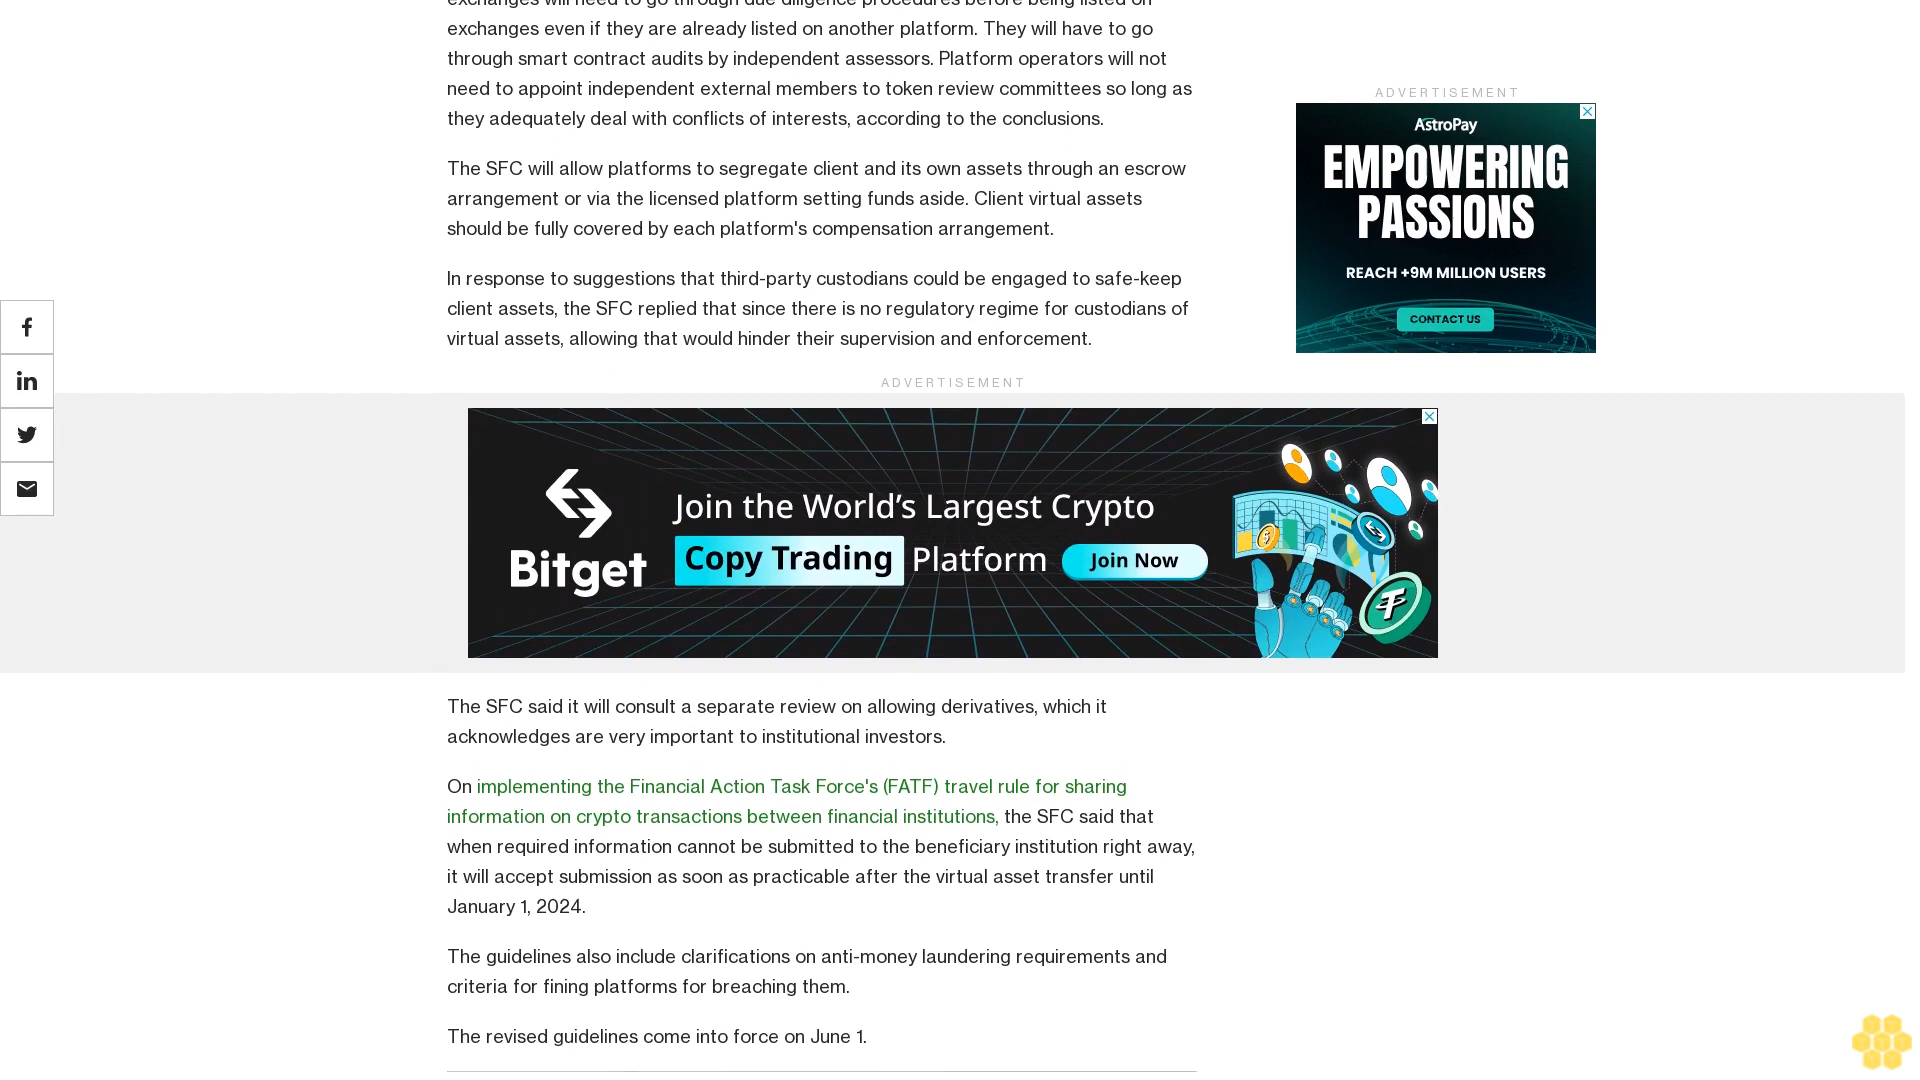 exchanges will need to go through due diligence procedures before being listed on
exchanges even if they are already listed on another platform. They will have to go
through smart contract audits by independent assessors. Platform operators will not
need to appoint independent external members to token review committees so long as
they adequately deal with conflicts of interests, according to the conclusions.
The SFC will allow platforms to segregate client and its own assets through an escrow
arrangement or via the licensed platform setting funds aside. Client virtual assets
should be fully covered by each platform's compensation arrangement.
In response to suggestions that third-party custodians could be engaged to safe-keep
client assets, the SFC replied that since there is no regulatory regime for custodians of
virtual assets, allowing that would hinder their supervision and enforcement.
ADVERTISEMENT
AstroPay
EMPOWERING
PASSIONS
REACH +9M MILLION USERS
CONTACT US
ADVERTISEMENT
Bitget
Join the World's Largest Crypto
Copy Trading Platform Join Now
The SFC said it will consult a separate review on allowing derivatives, which it
acknowledges are very important to institutional investors.
On implementing the Financial Action Task Force's (FATF) travel rule for sharing
information on crypto transactions between financial institutions, the SFC said that
when required information cannot be submitted to the beneficiary institution right away,
it will accept submission as soon as practicable after the virtual asset transfer until
January 1, 2024.
The guidelines also include clarifications on anti-money laundering requirements and
criteria for fining platforms for breaching them.
The revised guidelines come into force on June 1.